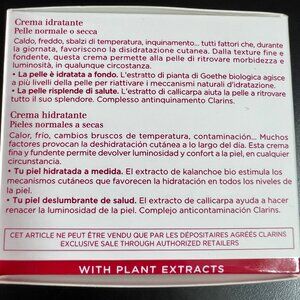 Crema idratante
Pelle normale o secca
Caldo, freddo, sbalzi di temperatura, inquinamento... tutti fattori che, durante
la giornata, favoriscono la disidratazione cutanea. Dalla texture fine e
fondente, questa crema permette alla pelle di ritrovare morbidezza e
luminosità, in qualunque circostanza.
• La pelle è idratata a fondo. L'estratto di pianta di Goethe biologica agisce
a più livelli della pelle per riattivare i meccanismi naturali d'idratazione.
• La pelle risplende di salute. L'estratto di callicarpa aiuta la pelle a ritrovare
tutto il suo splendore. Complesso antinquinamento Clarins.
Crema hidratante
Pieles normales a secas
Calor, frío, cambios bruscos de temperatura, contaminación... Muchos
factores provocan la deshidratación cutánea a lo largo del día. Esta crema
fina y fundente permite devolver luminosidad y confort a la piel, en cualquier
circunstancia.
• Tu piel hidratada a medida. El extracto de kalanchoe bio estimula los
mecanismos cutáneos que favorecen la hidratación en todos los niveles de
la piel.
• Tu piel deslumbrante de salud. El extracto de callicarpa ayuda a hacer
renacer la luminosidad de la piel. Complejo anticontaminación Clarins.
CET ARTICLE NE PEUT ÊTRE VENDU QUE PAR LES DÉPOSITAIRES AGRÉÉS CLARINS
EXCLUSIVE SALE THROUGH AUTHORIZED RETAILERS
WITH PLANT EXTRACTS